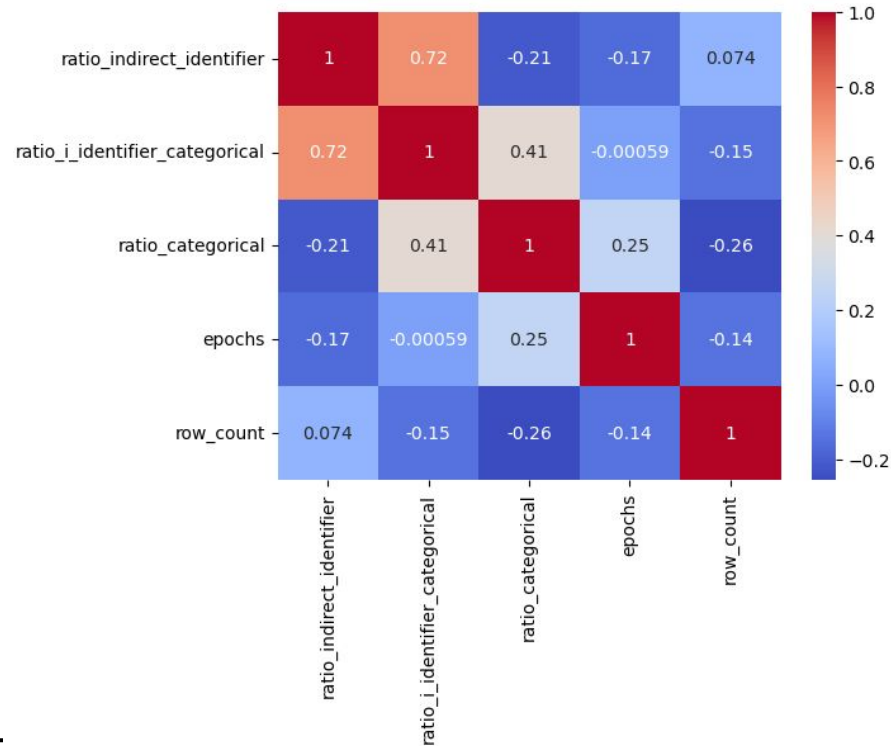 1.0
ratio_indirect_identifier 1 0.72 -0.21 -0.17 0.074
0.8
ratio_i_identifier_categorical 0.72 1 0.41 -0.00059 -0.15
0.6
ratio_categorical -0.21 0.41 1 0.25 -0.26
0.4
0.2
epochs -0.17 -0.00059 0.25 1 -0.14
0.0
row_count 0.074 -0.15 -0.26 -0.14 1
−0.2
ratio_indirect_identifier
ratio_i_identifier_categorical
ratio_categorical
epochs
row_count